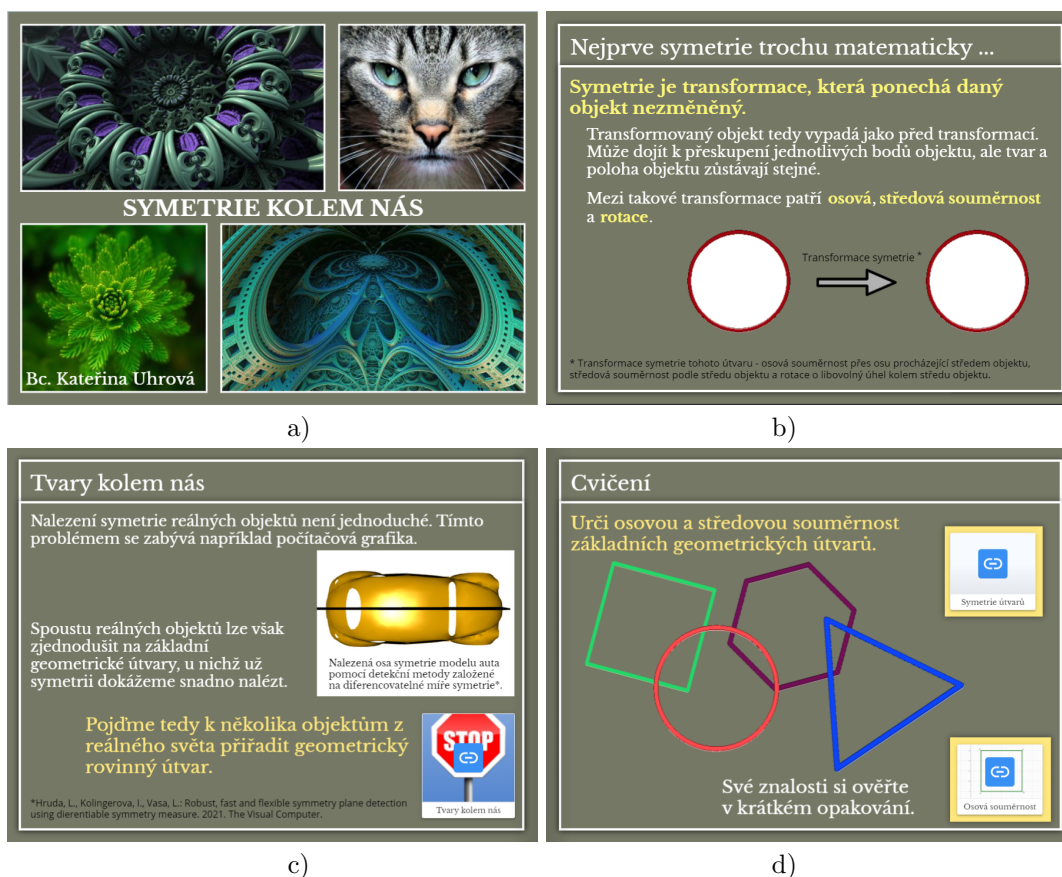 SYMETRIE KOLEM NÁS
Bc. Kateřina Uhrová
a)
Nejprve symetrie trochu matematicky ...
Symetrie je transformace, která ponechá daný
objekt nezměněný.
Transformovaný objekt tedy vypadá jako před transformací.
Může dojít k přeskupení jednotlivých bodů objektu, ale tvar a
poloha objektu zůstávají stejné.
Mezi takové transformace patří osová, středová souměrnost
a rotace.
Transformace symetrie *
* Transformace symetrie tohoto útvaru - osová souměrnost přes osu procházející středem objektu,
středová souměrnost podle středu objektu a rotace o libovolný úhel kolem středu objektu.
b)
Tvary kolem nás
Nalezení symetrie reálných objektů není jednoduché. Tímto
problémem se zabývá například počítačová grafika.
Spoustu reálných objektů lze však
zjednodušit na základní
geometrické útvary, u nichž už
symetrii dokážeme snadno nalézt.
Nalezená osa symetrie modelu auta
pomocí detekční metody založené
na diferencovatelné míře symetrie*.
Pojďme tedy k několika objektům z
reálného světa přiřadit geometrický
rovinný útvar.
STOP
Tvary kolem nás
*Hruda, L., Kolingerova, I., Vasa, L.: Robust, fast and flexible symmetry plane detection
using dierentiable symmetry measure. 2021. The Visual Computer.
c)
Cvičení
Urči osovou a středovou souměrnost
základních geometrických útvarů.
Symetrie útvarů
Své znalosti si ověřte
v krátkém opakování.
Osová souměrnost
d)